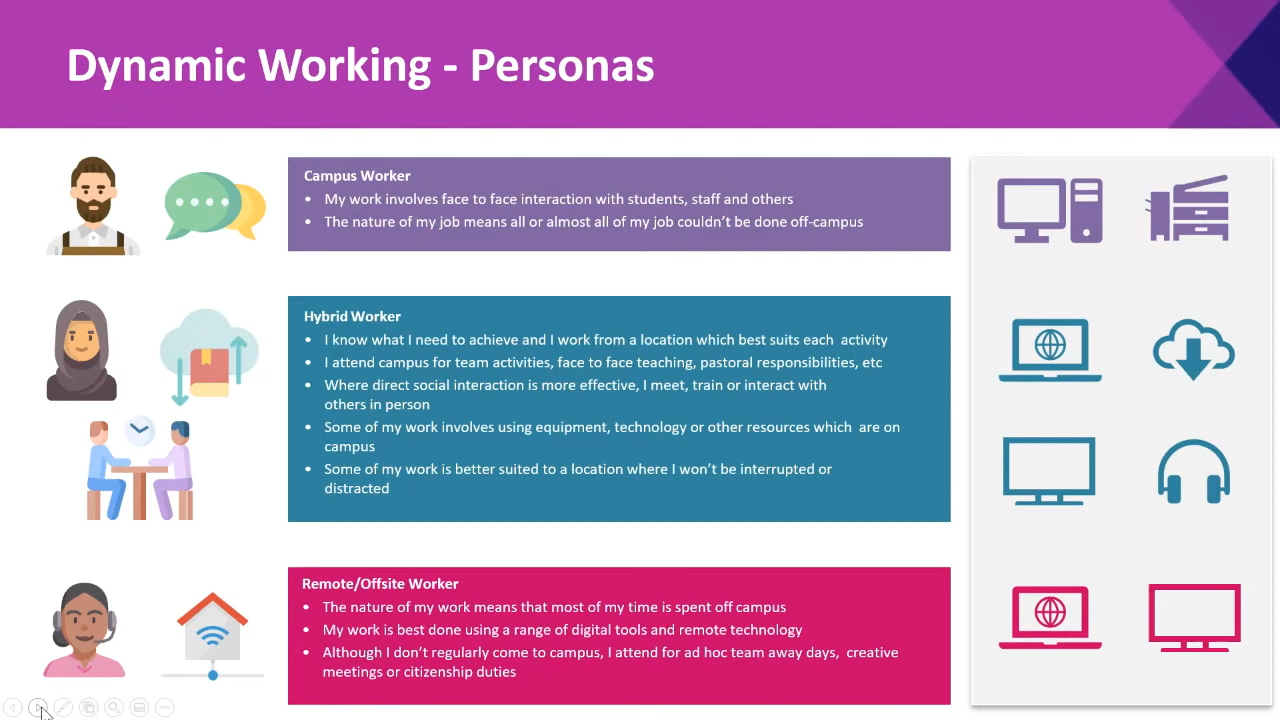 Dynamic Working - Personas
Campus Worker
• My work involves face to face interaction with students, staff and others
• The nature of my job means all or almost all of my job couldn't be done off-campus
Hybrid Worker
• I know what I need to achieve and I work from a location which best suits each activity
• I attend campus for team activities, face to face teaching, pastoral responsibilities, etc
• Where direct social interaction is more effective, I meet, train or interact with
others in person
• Some of my work involves using equipment, technology or other resources which are on
campus
• Some of my work is better suited to a location where I won't be interrupted or
distracted
Remote/Offsite Worker
• The nature of my work means that most of my time is spent off campus
• My work is best done using a range of digital tools and remote technology
• Although I don't regularly come to campus, I attend for ad hoc team away days, creative
meetings or citizenship duties